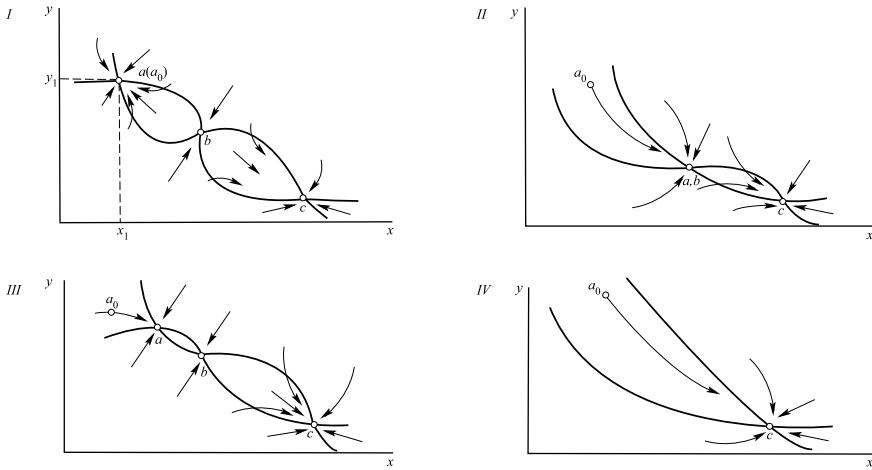 I
y
a(a₀)
y₁
b
c
x₁
x
II
y
a₀
a,b
c
x
III
y
a₀
a
b
c
x
IV
y
a₀
c
x